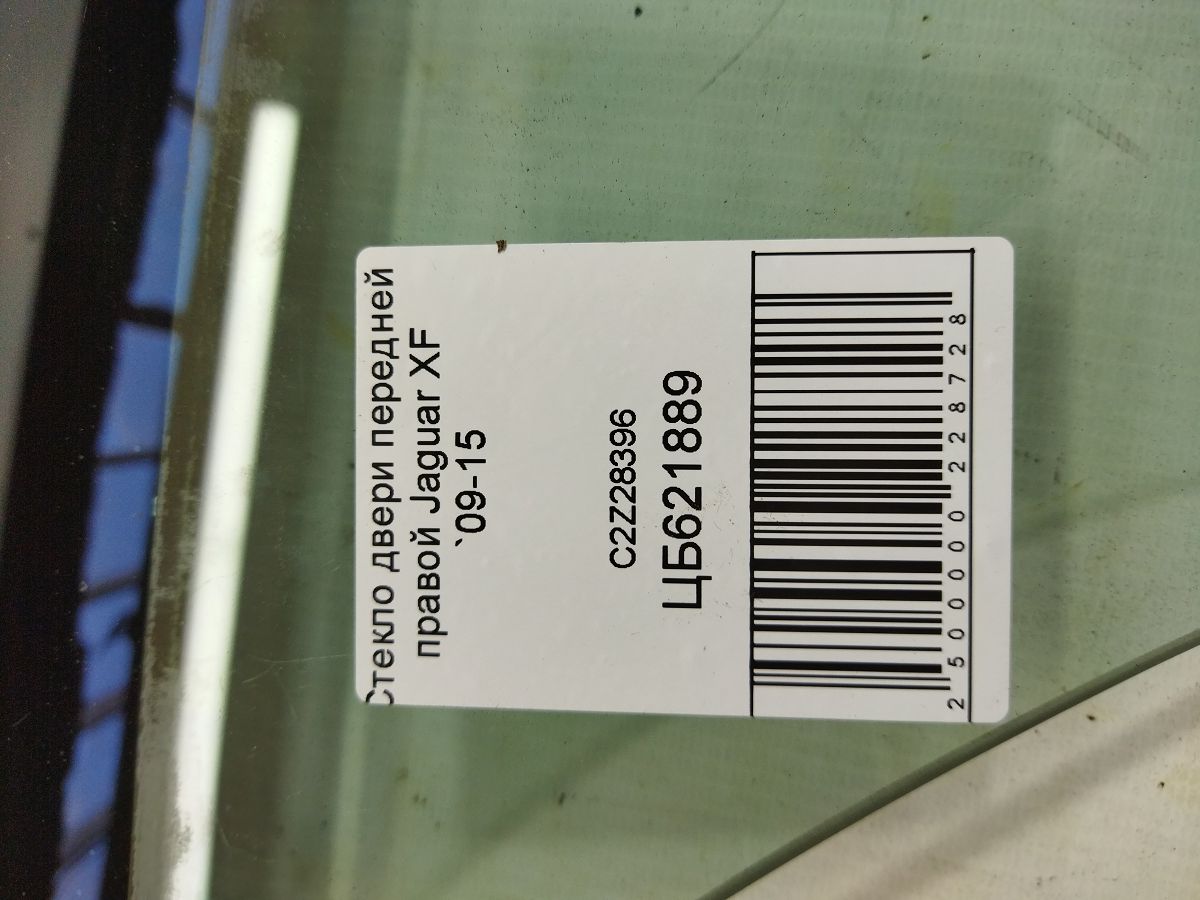 Стекло двери передней
правой Jaguar XF
`09-15
C2Z28396
ЦБ621889
2500000228728